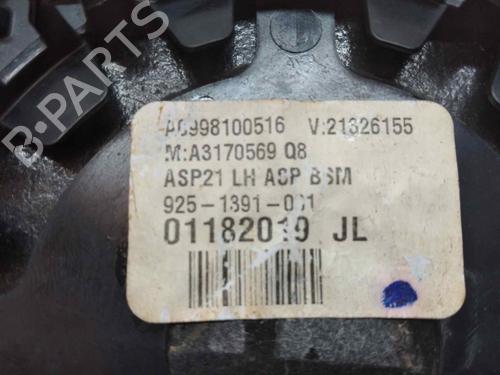 A0998100516 V:21326155
M:A3170569 Q8
ASP21 LH ASP BSM
925-1391-001
01182019 JL
B-PARTS